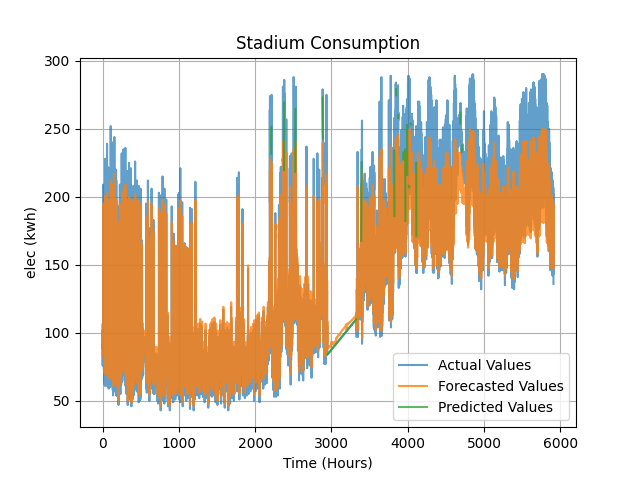 Stadium Consumption
elec (kwh)
300
250
200
150
100
50
0
1000
2000
3000
4000
5000
6000
Time (Hours)
Actual Values
Forecasted Values
Predicted Values